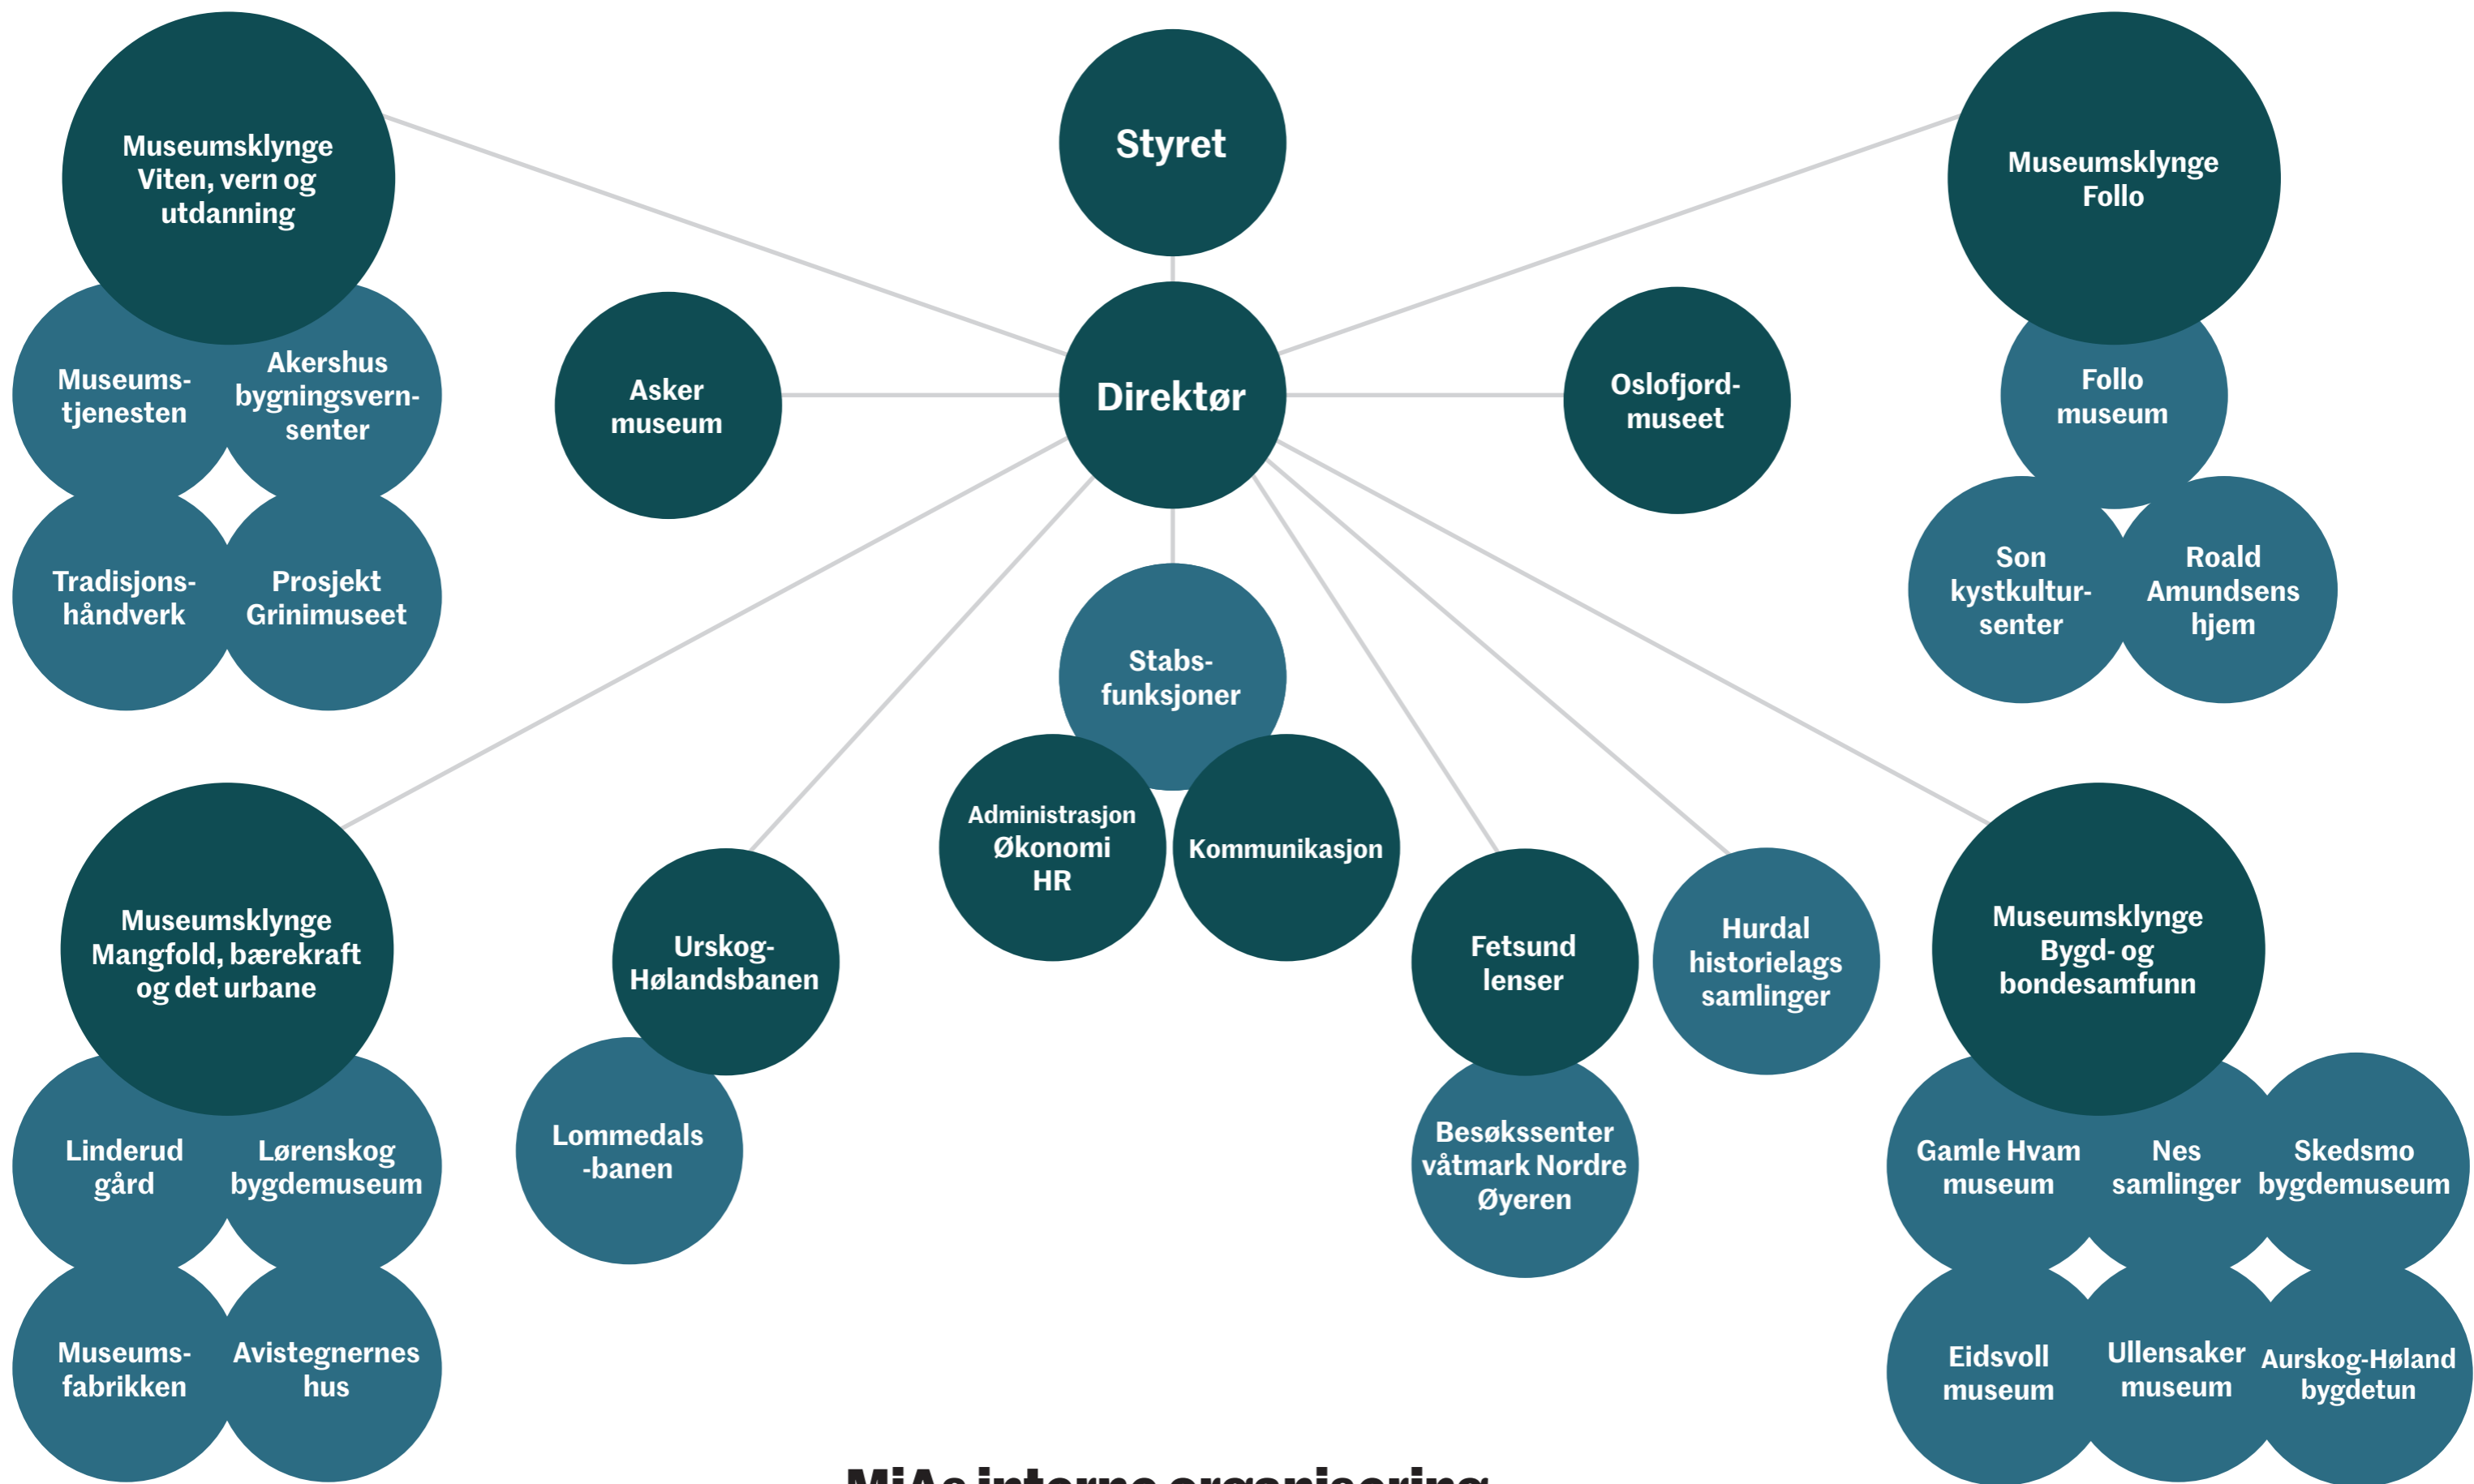 Museumsklynge
Viten, vern og
utdanning
Museums-
tjenesten
Akershus
bygningsvern-
senter
Tradisjons-
håndverk
Prosjekt
Grinimuseet
Styret
Direktør
Asker
museum
Oslofjord-
museet
Museumsklynge
Follo
Follo
museum
Son
kystkultur-
senter
Roald
Amundsens
hjem
Stabs-
funksjoner
Administrasjon
Økonomi
HR
Kommunikasjon
Museumsklynge
Mangfold, bærekraft
og det urbane
Linderud
gård
Lørenskog
bygdemuseum
Museums-
fabrikken
Avistegnernes
hus
Urskog-
Hølandsbanen
Lommedals
-banen
Fetsund
lenser
Besøkssenter
våtmark Nordre
Øyeren
Hurdal
historielags
samlinger
Museumsklynge
Bygd- og
bondesamfunn
Gamle Hvam
museum
Nes
samlinger
Skedsmo
bygdemuseum
Eidsvoll
museum
Ullensaker
museum
Aurskog-Høland
bygdetun
MiAs interne organisering